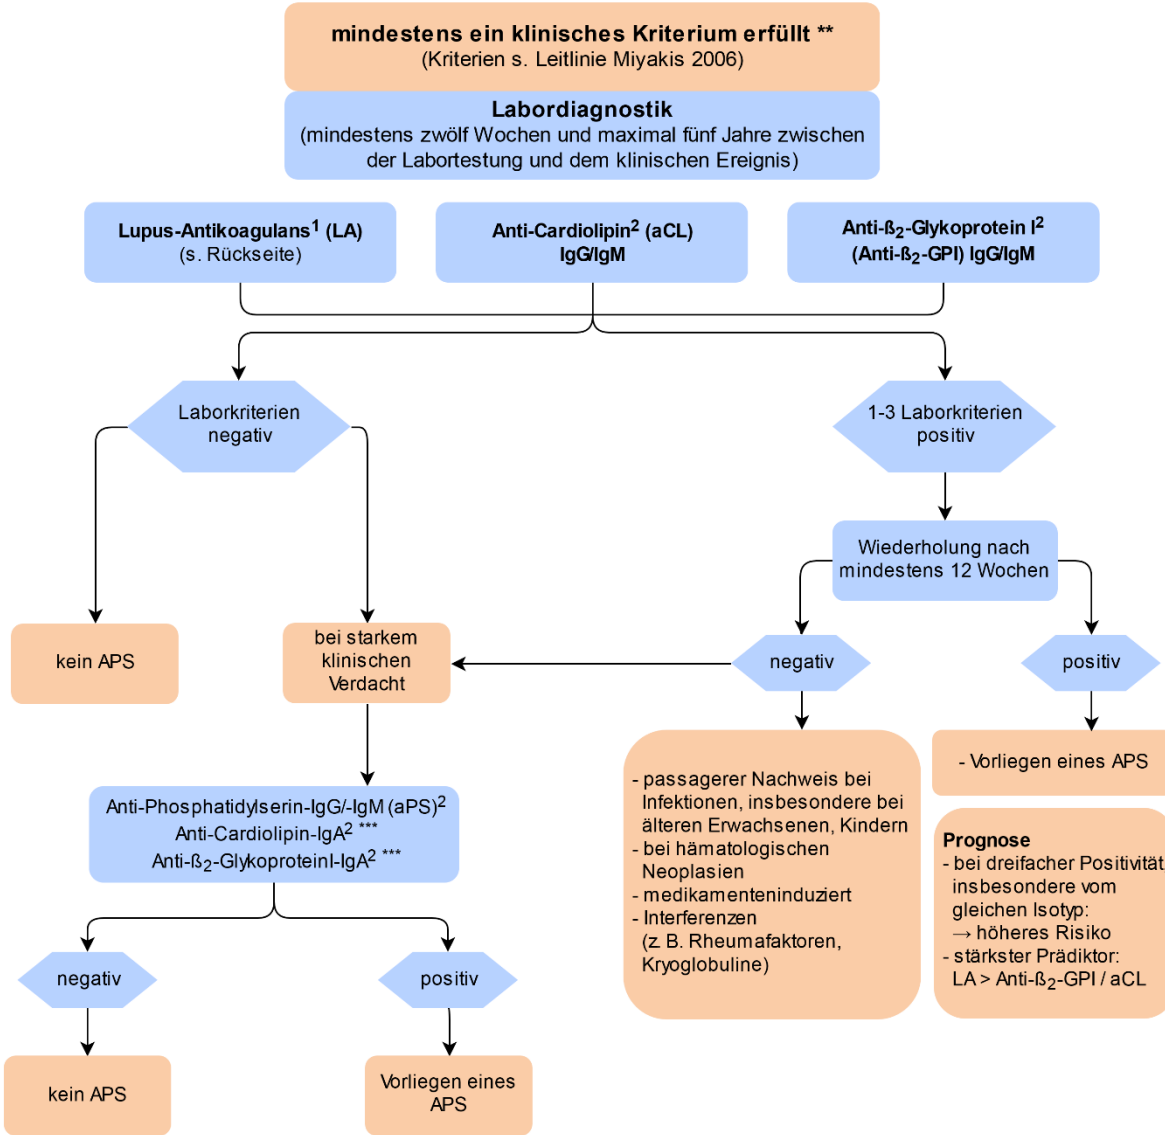 mindestens ein klinisches Kriterium erfüllt **
(Kriterien s. Leitlinie Miyakis 2006)
Labordiagnostik
(mindestens zwölf Wochen und maximal fünf Jahre zwischen
der Labortestung und dem klinischen Ereignis)
Lupus-Antikoagulans¹ (LA)
(s. Rückseite)
Anti-Cardiolipin² (aCL)
IgG/IgM
Anti-ß₂-Glykoprotein I²
(Anti-ß₂-GPI) IgG/IgM
Laborkriterien
negativ
1-3 Laborkriterien
positiv
Wiederholung nach
mindestens 12 Wochen
kein APS
bei starkem
klinischen
Verdacht
negativ
positiv
- passagerer Nachweis bei
Infektionen, insbesondere bei
älteren Erwachsenen, Kindern
- bei hämatologischen
Neoplasien
- medikamenteninduziert
- Interferenzen
(z. B. Rheumafaktoren,
Kryoglobuline)
- Vorliegen eines APS
Prognose
- bei dreifacher Positivität
insbesondere vom
gleichen Isotyp:
→ höheres Risiko
- stärkster Prädiktor:
LA > Anti-ß₂-GPI / aCL
Anti-Phosphatidylserin-IgG/-IgM (aPS)²
Anti-Cardiolipin-IgA² ***
Anti-ß₂-GlykoproteinI-IgA² ***
negativ
positiv
kein APS
Vorliegen eines
APS